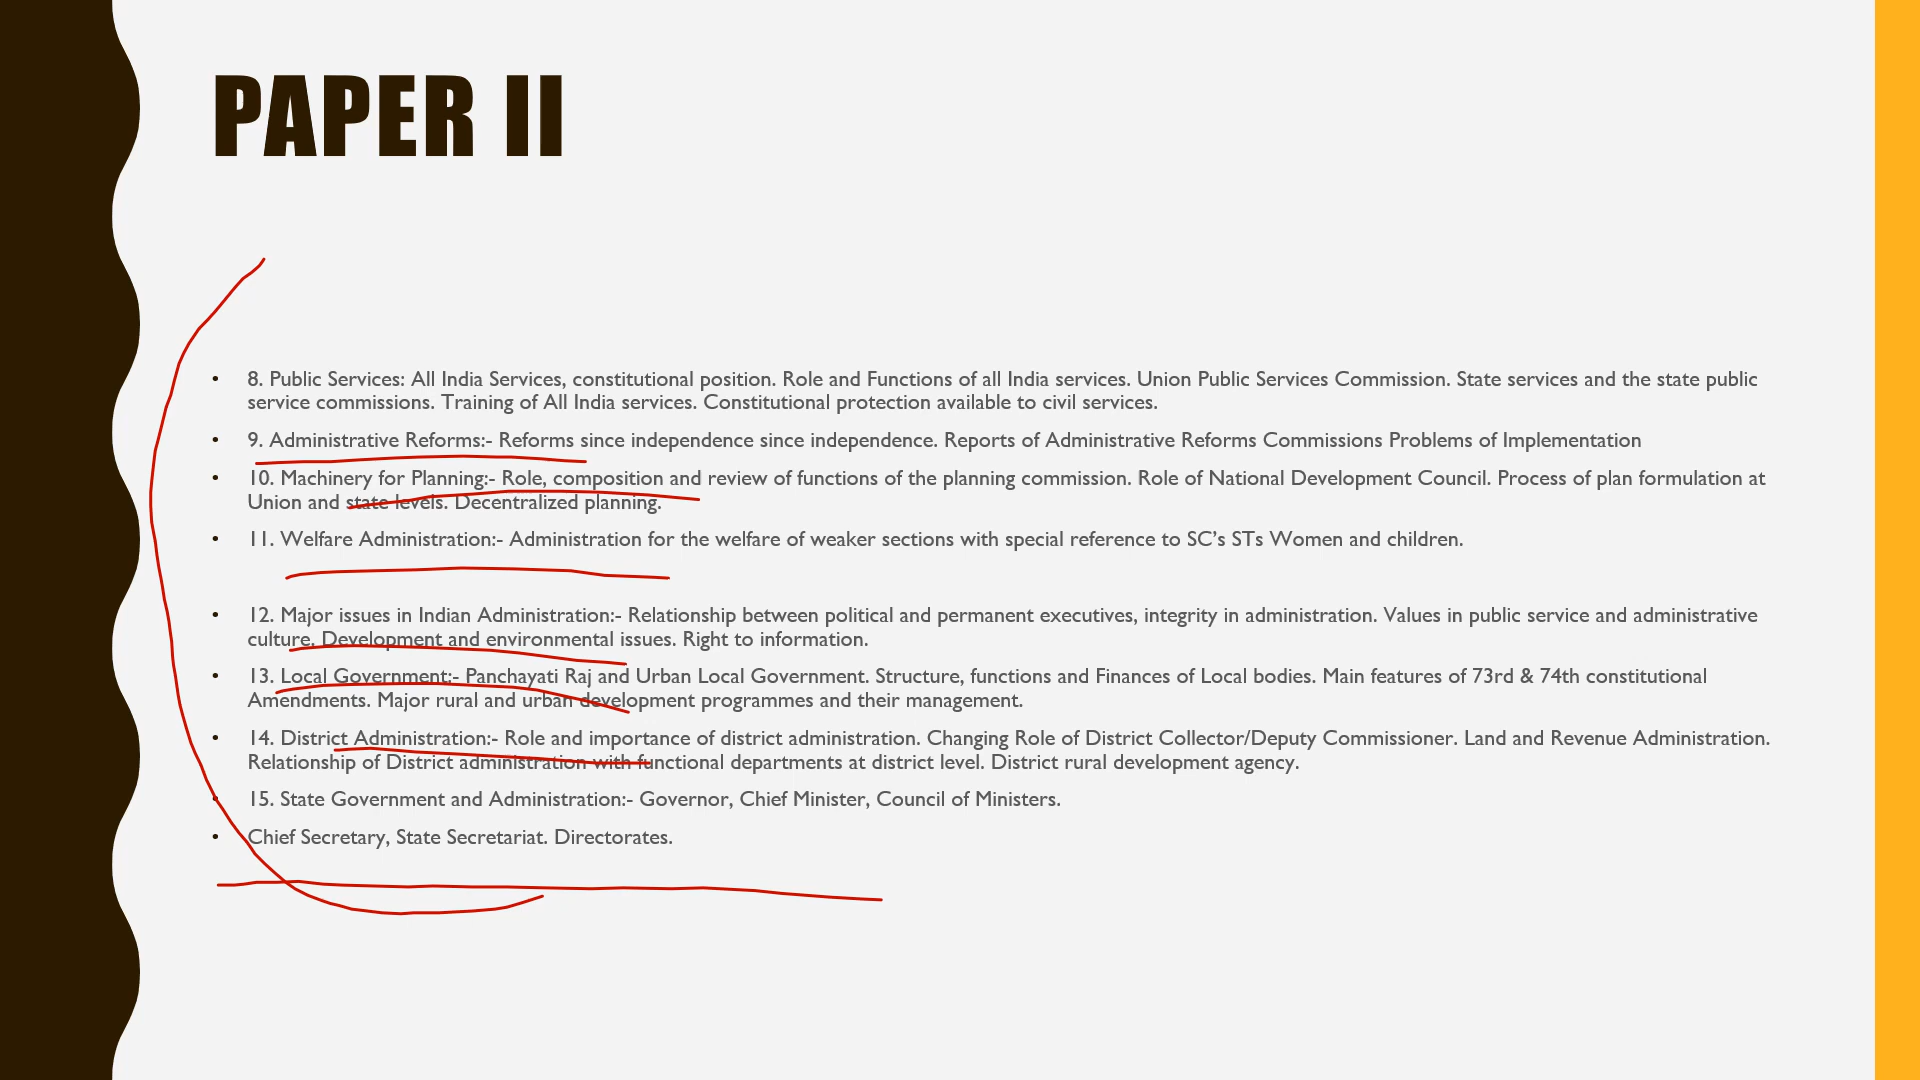 PAPER II
• 8. Public Services: All India Services, constitutional position. Role and Functions of all India services. Union Public Services Commission. State services and the state public
service commissions. Training of All India services. Constitutional protection available to civil services.
• 9. Administrative Reforms:- Reforms since independence since independence. Reports of Administrative Reforms Commissions Problems of Implementation
• 10. Machinery for Planning:- Role, composition and review of functions of the planning commission. Role of National Development Council. Process of plan formulation at
Union and state levels. Decentralized planning.
• 11. Welfare Administration:- Administration for the welfare of weaker sections with special reference to SC’s STs Women and children.
• 12. Major issues in Indian Administration:- Relationship between political and permanent executives, integrity in administration. Values in public service and administrative
culture. Development and environmental issues. Right to information.
• 13. Local Government:- Panchayati Raj and Urban Local Government. Structure, functions and Finances of Local bodies. Main features of 73rd & 74th constitutional
Amendments. Major rural and urban development programmes and their management.
• 14. District Administration:- Role and importance of district administration. Changing Role of District Collector/Deputy Commissioner. Land and Revenue Administration.
Relationship of District administration with functional departments at district level. District rural development agency.
• 15. State Government and Administration:- Governor, Chief Minister, Council of Ministers.
• Chief Secretary, State Secretariat. Directorates.